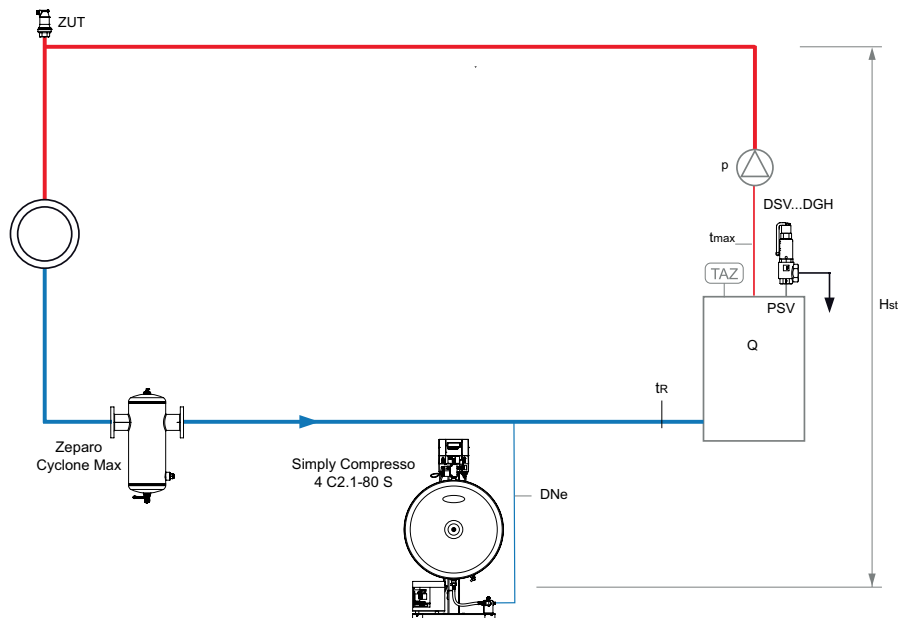 ZUT
p
DSV...DGH
tmax
TAZ
PSV
Hst
Q
tR
Zeparo
Cyclone Max
Simply Compresso
4 C2.1-80 S
DNe